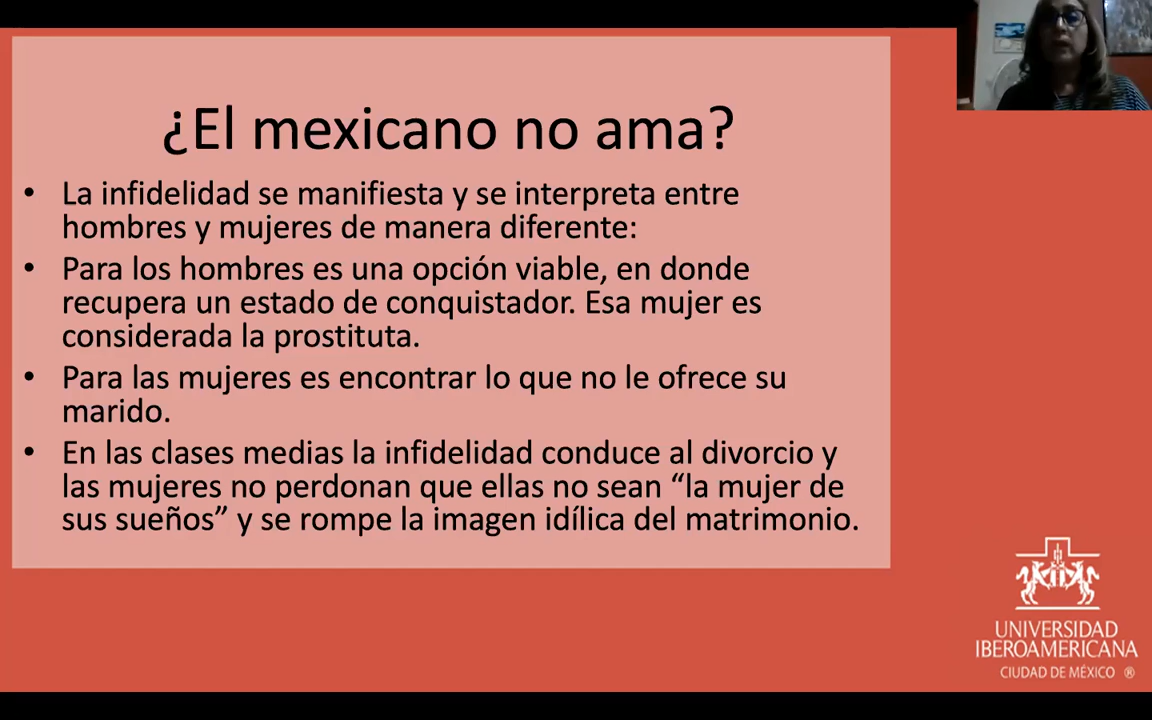 ¿El mexicano no ama?
• La infidelidad se manifiesta y se interpreta entre
hombres y mujeres de manera diferente:
• Para los hombres es una opción viable, en donde
recupera un estado de conquistador. Esa mujer es
considerada la prostituta.
• Para las mujeres es encontrar lo que no le ofrece su
marido.
• En las clases medias la infidelidad conduce al divorcio y
las mujeres no perdonan que ellas no sean “la mujer de
sus sueños” y se rompe la imagen idílica del matrimonio.
UNIVERSIDAD
IBEROAMERICANA
CIUDAD DE MÉXICO ®